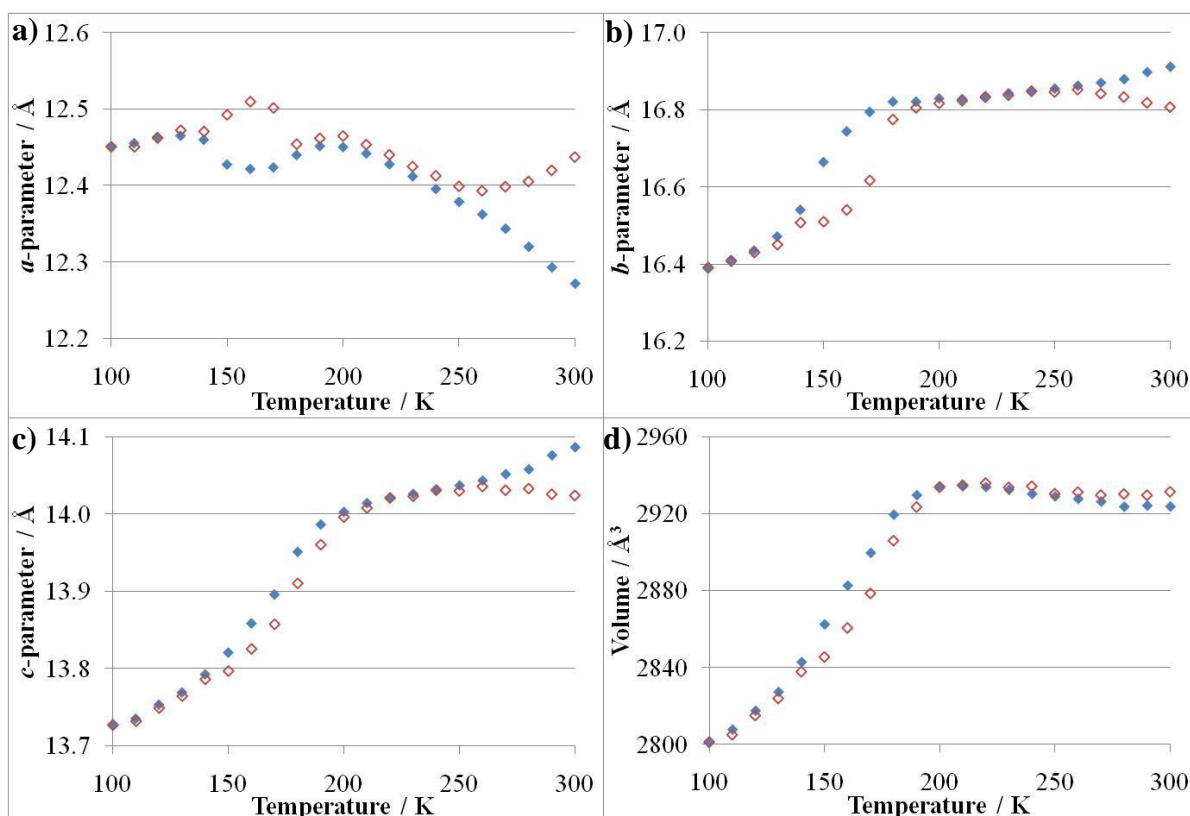 a)
12.6
12.5
12.4
12.3
12.2
a-parameter / Å
100 150 200 250 300
Temperature / K
b)
17.0
16.8
16.6
16.4
16.2
b-parameter / Å
100 150 200 250 300
Temperature / K
c)
14.1
14.0
13.9
13.8
13.7
c-parameter / Å
100 150 200 250 300
Temperature / K
d)
2960
2920
2880
2840
2800
Volume / Å³
100 150 200 250 300
Temperature / K